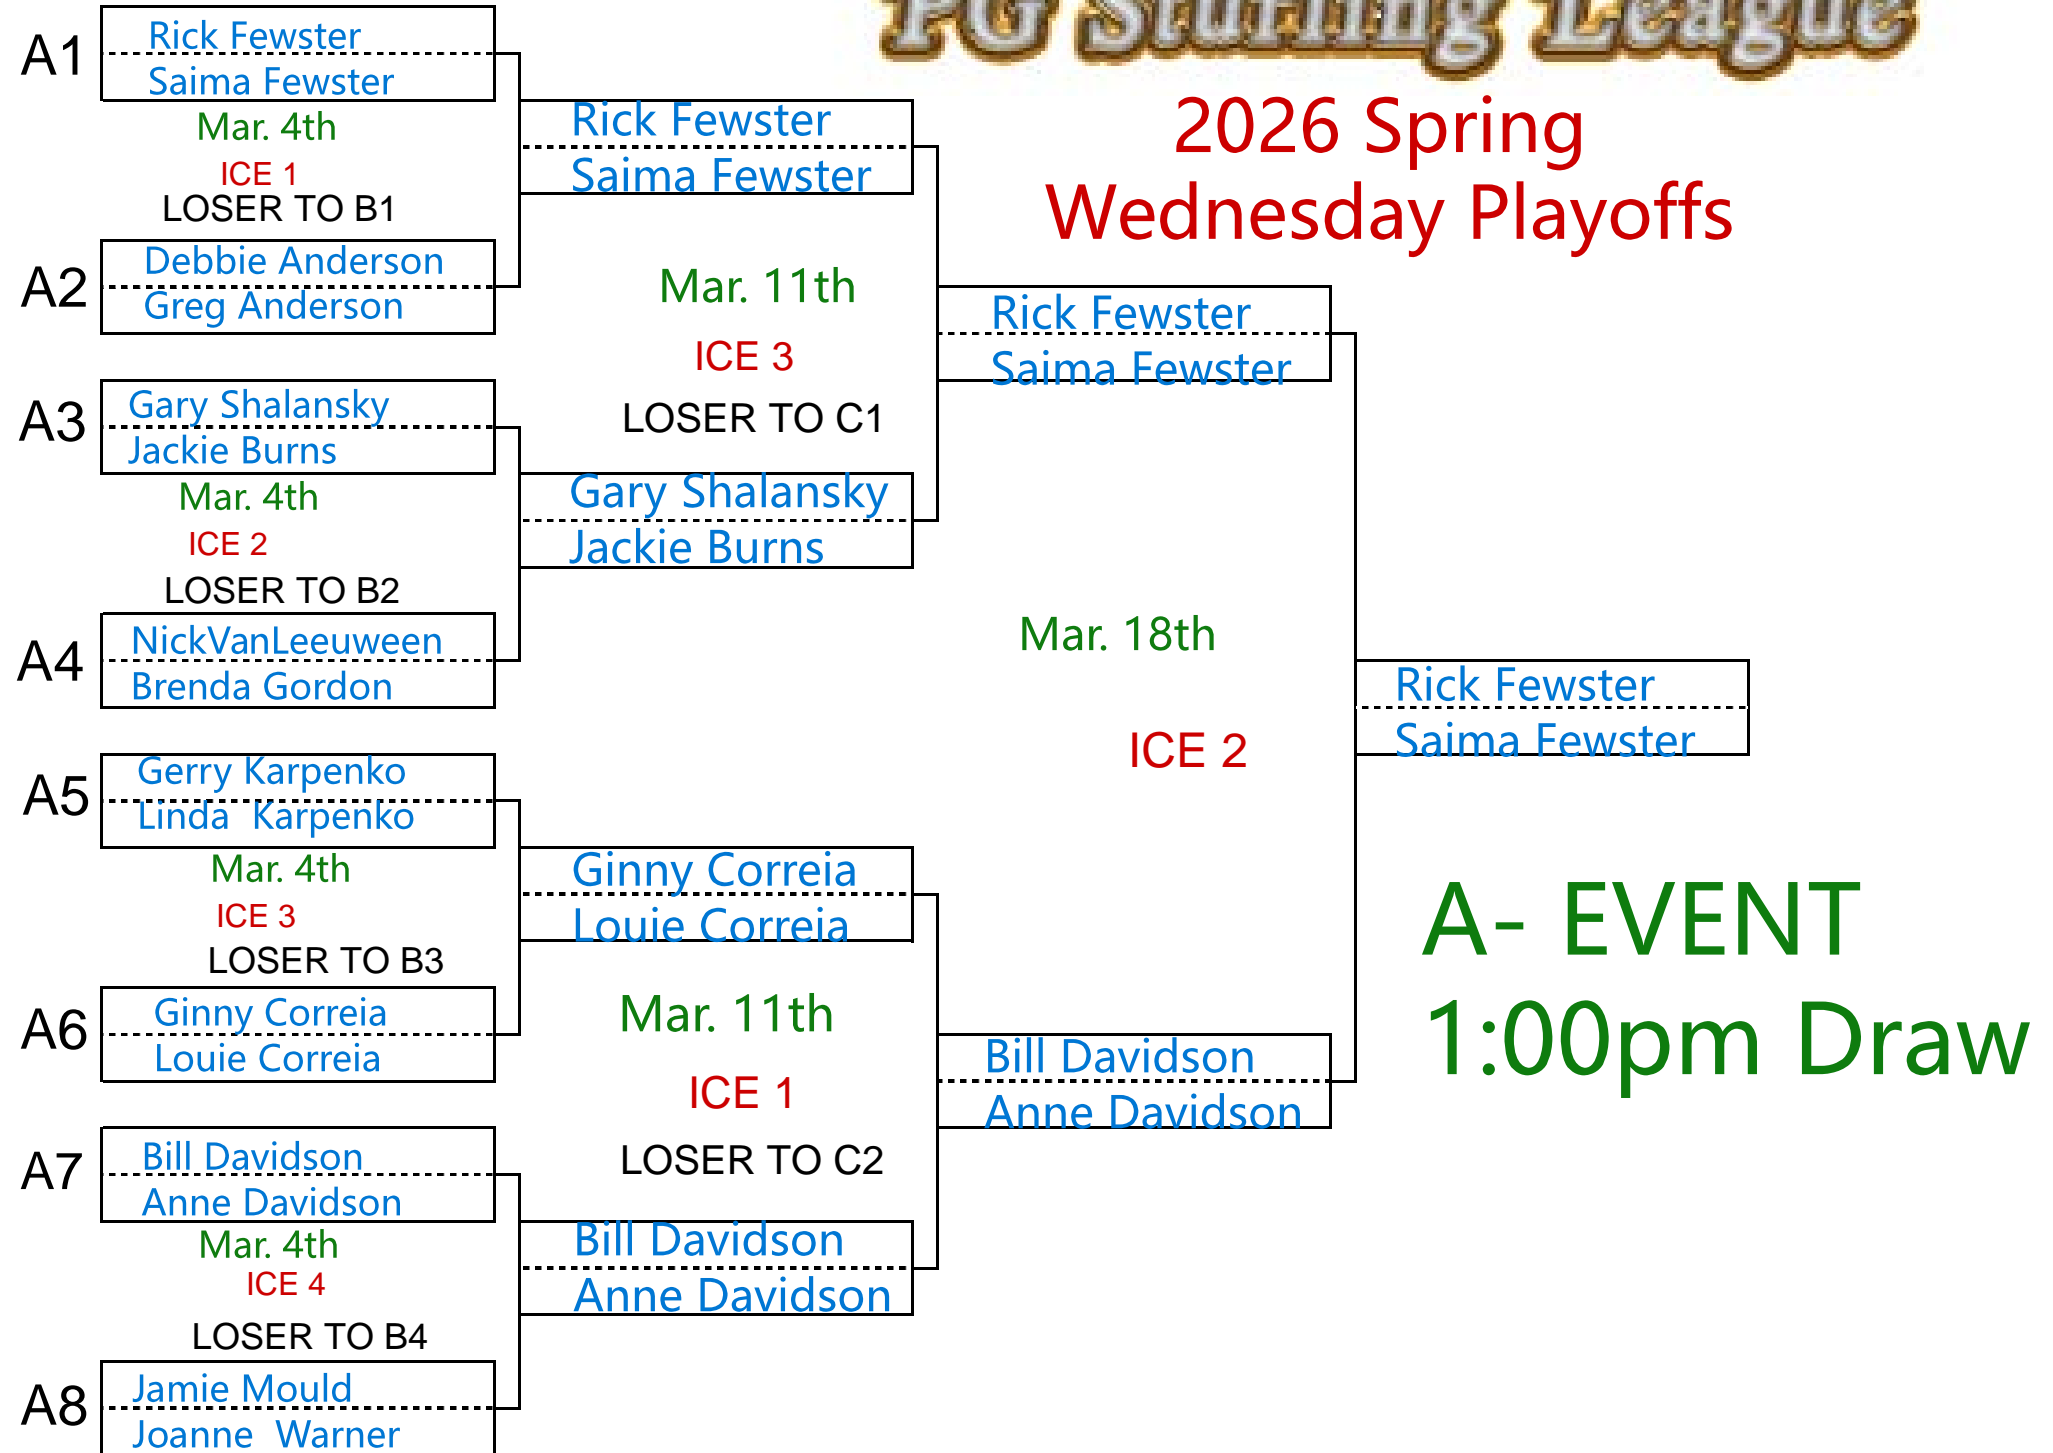 PG Sturling League
2026 Spring
Wednesday Playoffs
A1
Rick Fewster
Saima Fewster
Mar. 4th
ICE 1
LOSER TO B1
A2
Debbie Anderson
Greg Anderson
A3
Gary Shalansky
Jackie Burns
Mar. 4th
ICE 2
LOSER TO B2
A4
NickVanLeeuween
Brenda Gordon
A5
Gerry Karpenko
Linda  Karpenko
Mar. 4th
ICE 3
LOSER TO B3
A6
Ginny Correia
Louie Correia
A7
Bill Davidson
Anne Davidson
Mar. 4th
ICE 4
LOSER TO B4
A8
Jamie Mould
Joanne  Warner
Rick Fewster
Saima Fewster
Mar. 11th
ICE 3
LOSER TO C1
Gary Shalansky
Jackie Burns
Ginny Correia
Louie Correia
Mar. 11th
ICE 1
LOSER TO C2
Bill Davidson
Anne Davidson
Rick Fewster
Saima Fewster
Mar. 18th
ICE 2
Bill Davidson
Anne Davidson
Rick Fewster
Saima Fewster
A- EVENT
1:00pm Draw